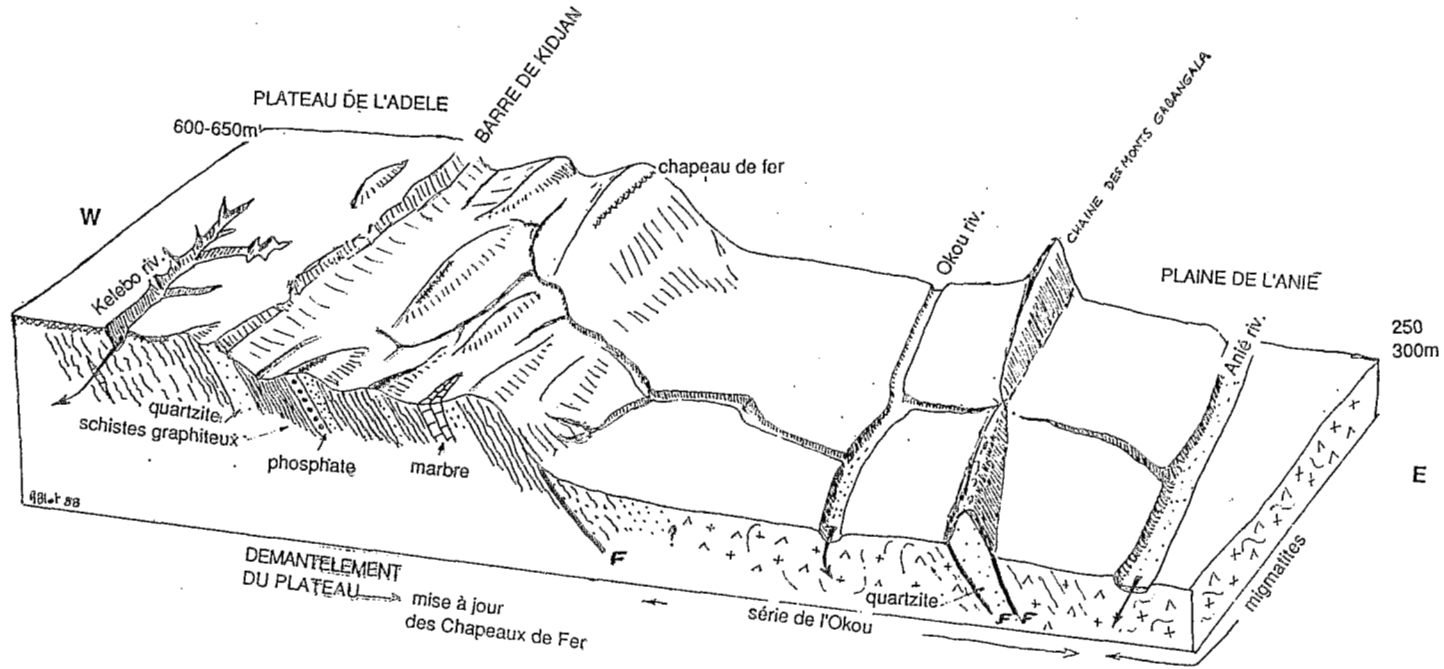 PLATEAU DE L'ADELE
600-650m
BARRE DE KIDJAN
chapeau de fer
CHAINE DES MONTS GABANGALA
W
Kelebo riv.
Okou riv.
PLAINE DE L'ANIÉ
Anié riv.
250
300m
E
quartzite
schistes graphiteux
phosphate
marbre
88
F
DEMANTELEMENT
DU PLATEAU
mise à jour
des Chapeaux de Fer
série de l'Okou
quartzite
F F
migmatites